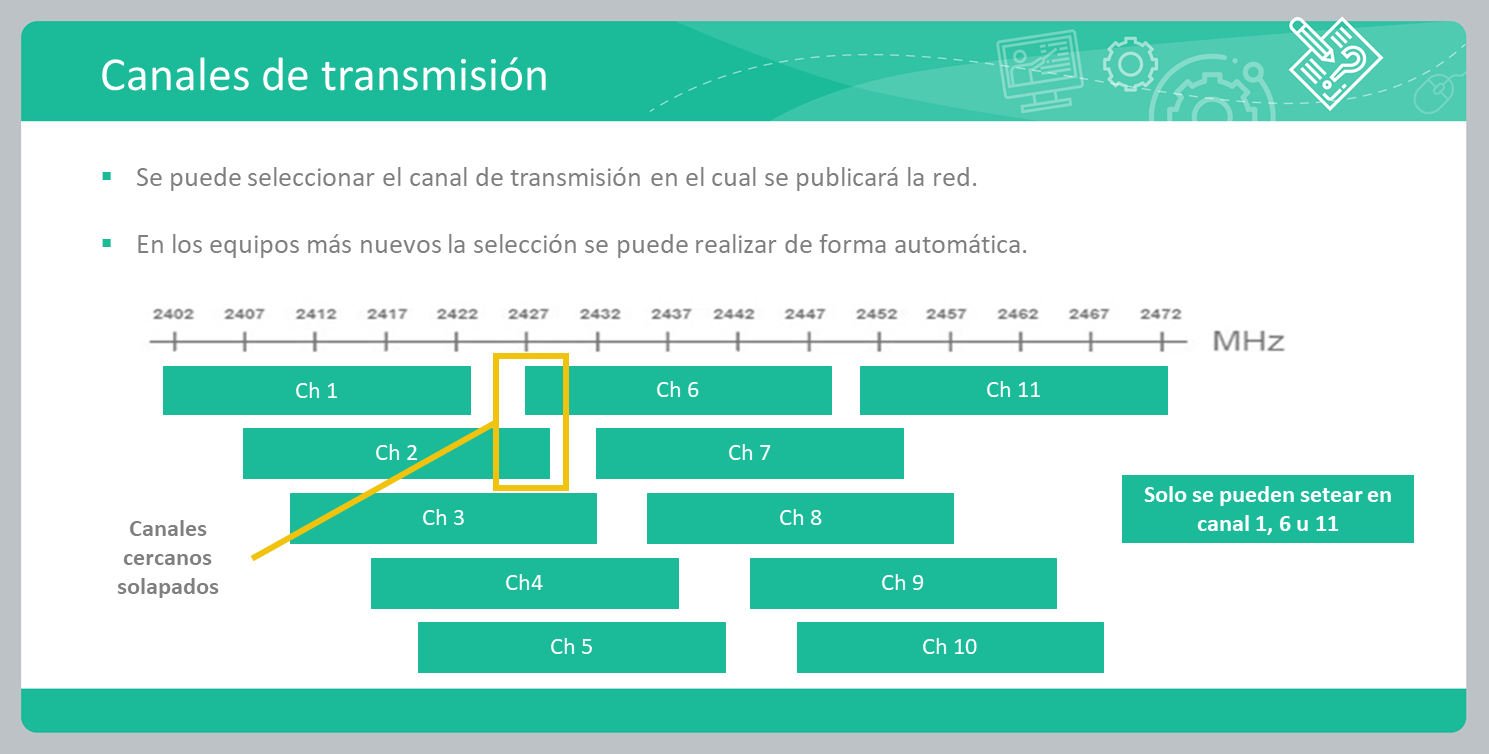 Canales de transmisión
Se puede seleccionar el canal de transmisión en el cual se publicará la red.
En los equipos más nuevos la selección se puede realizar de forma automática.
2402 2407 2412 2417 2422 2427 2432 2437 2442 2447 2452 2457 2462 2467 2472
MHz
Ch 1 Ch 6 Ch 11
Ch 2 Ch 7
Ch 3 Ch 8
Ch4 Ch 9
Ch 5 Ch 10
Canales
cercanos
solapados
Solo se pueden setear en
canal 1, 6 u 11